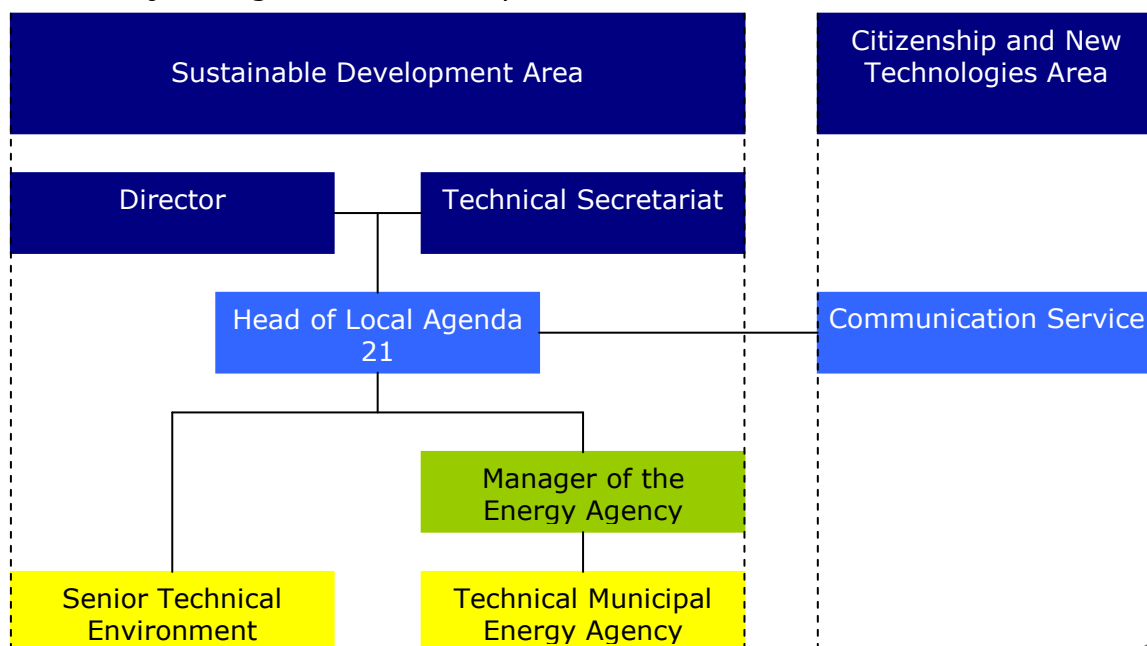 Sustainable Development Area
Citizenship and New
Technologies Area
Director
Technical Secretariat
Head of Local Agenda
21
Communication Service
Manager of the
Energy Agency
Senior Technical
Environment
Technical Municipal
Energy Agency